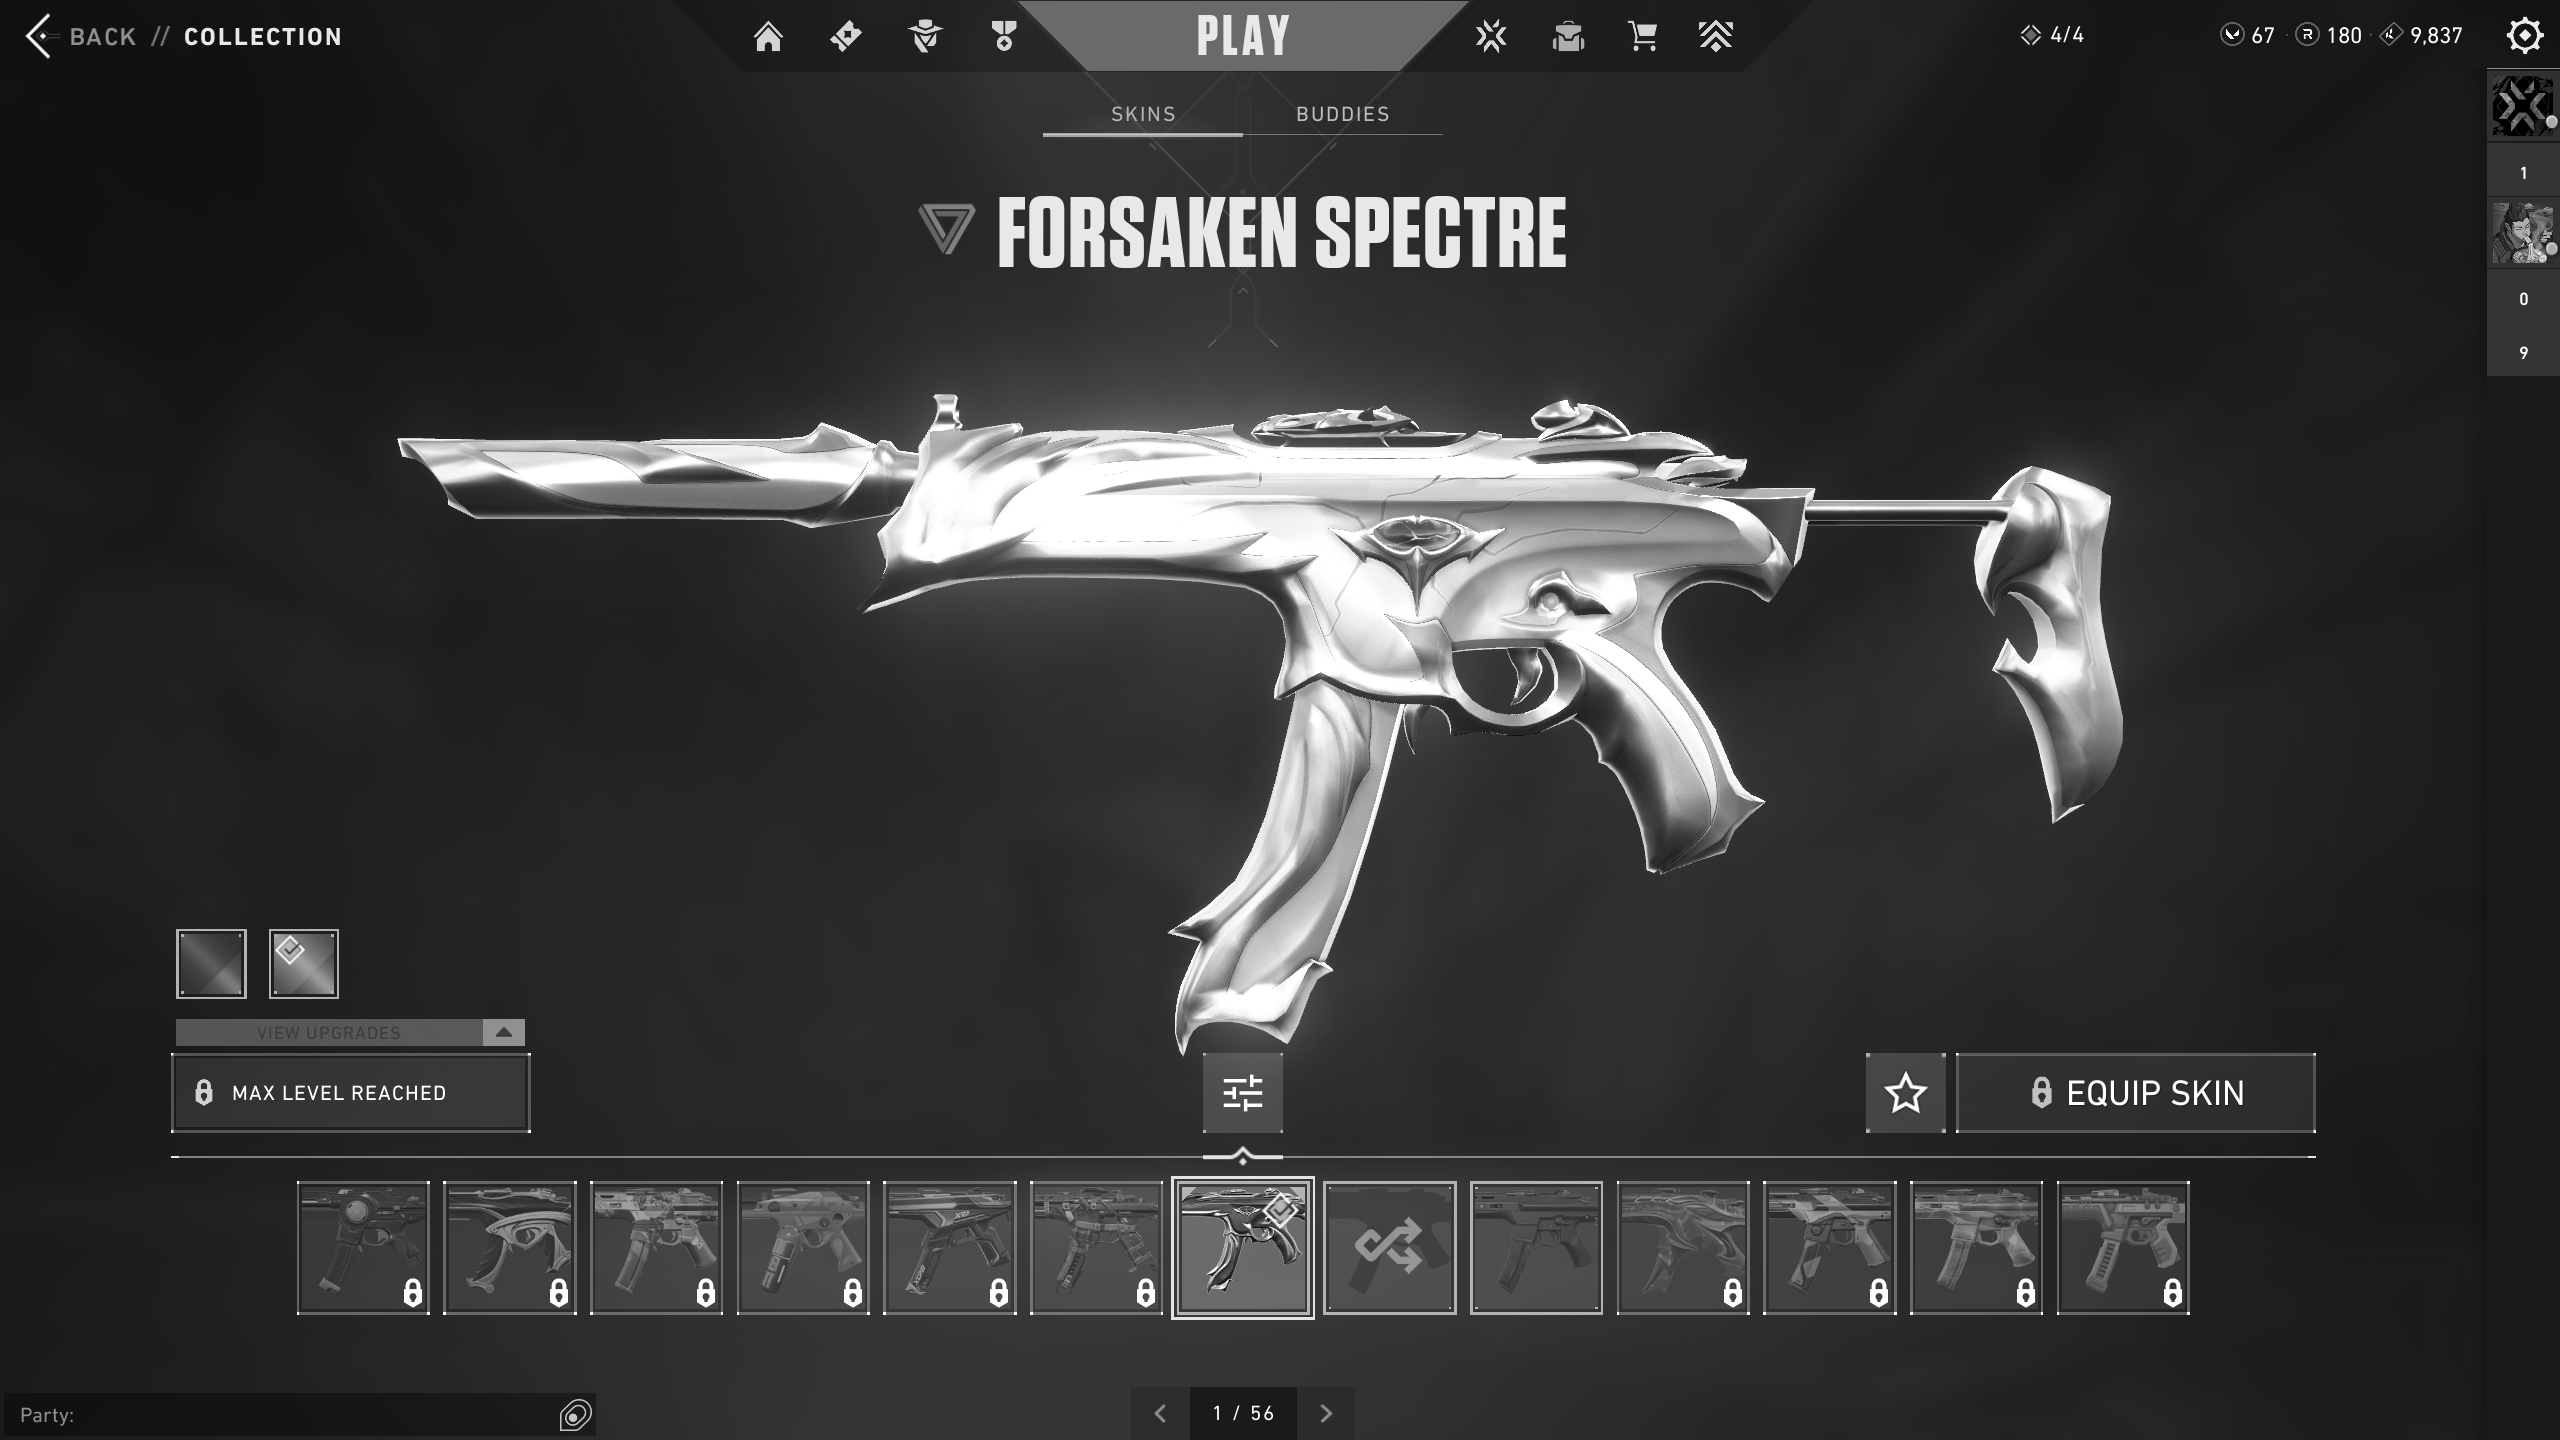 BACK // COLLECTION
PLAY
4/4
67 · R 180 · 9,837
SKINS
BUDDIES
1
FORSAKEN SPECTRE
0
9
VIEW UPGRADES
MAX LEVEL REACHED
EQUIP SKIN
Party:
1 / 56